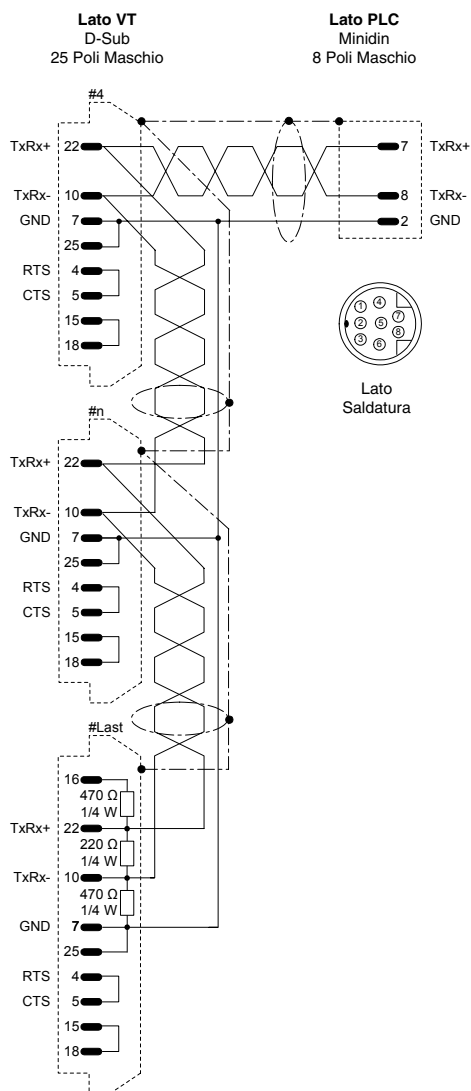 Lato VT
D-Sub
25 Poli Maschio
Lato PLC
Minidin
8 Poli Maschio
#4
TxRx+ 22
TxRx- 10
GND 7
25
RTS 4
CTS 5
15
18
7 TxRx+
8 TxRx-
2 GND
1 4 7
2 5 8
3 6
Lato
Saldatura
#n
TxRx+ 22
TxRx- 10
GND 7
25
RTS 4
CTS 5
15
18
#Last
16
470 Ω
1/4 W
TxRx+ 22
220 Ω
1/4 W
TxRx- 10
470 Ω
1/4 W
GND 7
25
RTS 4
CTS 5
15
18